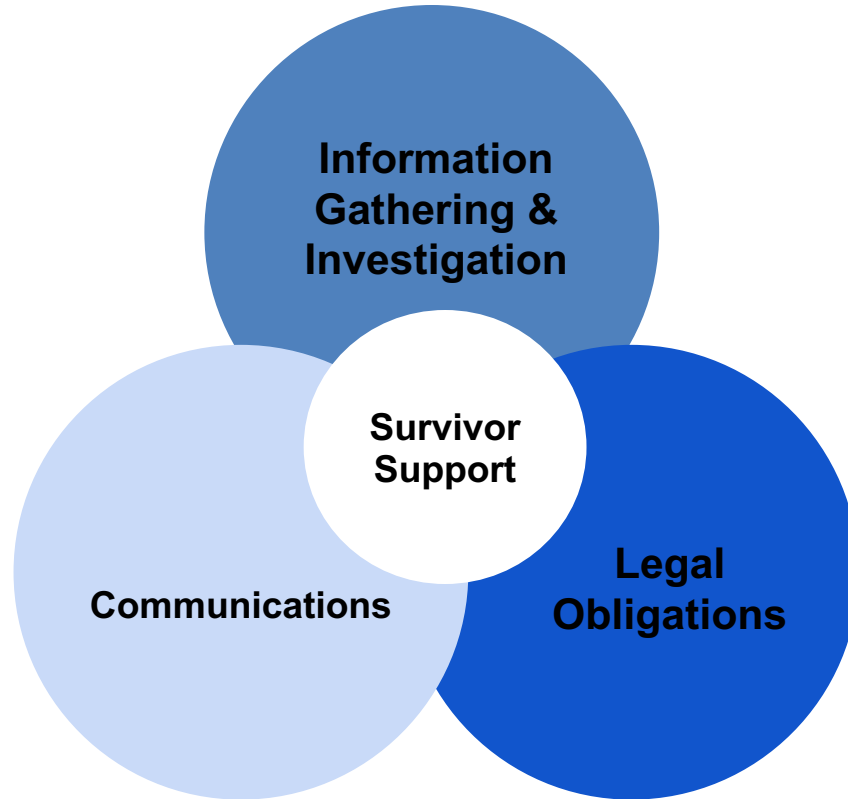 Information
Gathering &
Investigation
Survivor
Support
Communications
Legal
Obligations